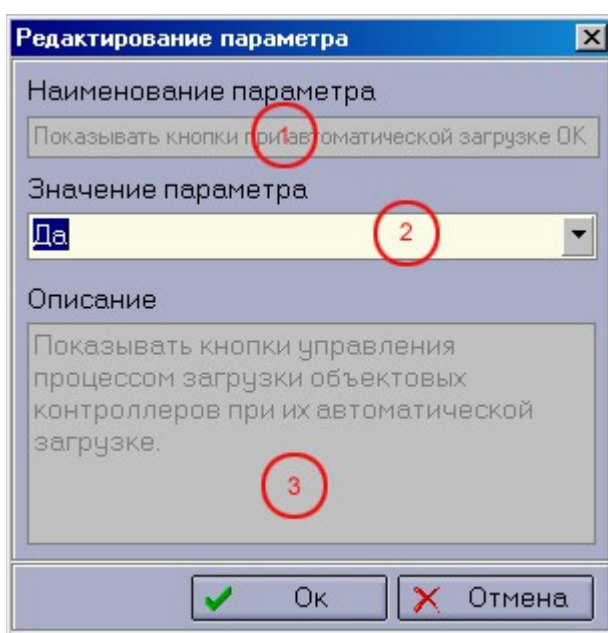 Редактирование параметра
Наименование параметра
Показывать кнопки при автоматической загрузке ОК
1
Значение параметра
Да
2
Описание
Показывать кнопки управления
процессом загрузки объектовых
контроллеров при их автоматической
загрузке.
3
Ок Отмена